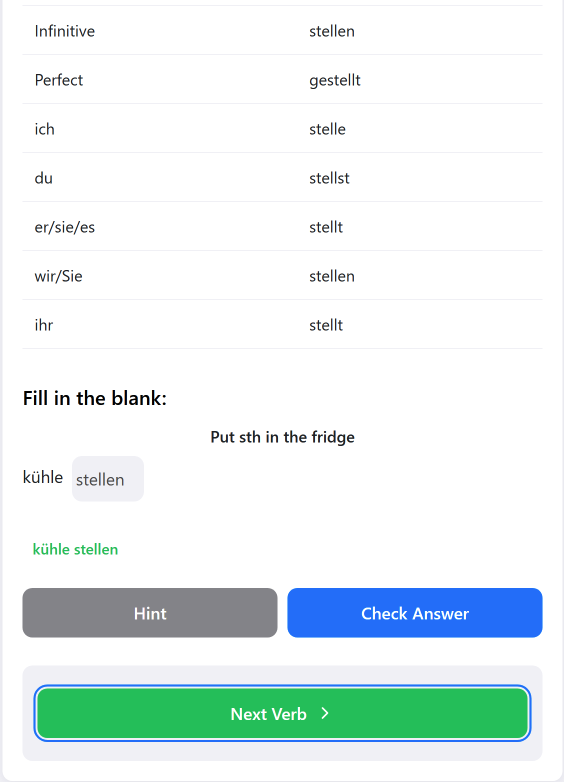 Infinitive stellen
Perfect gestellt
ich stelle
du stellst
er/sie/es stellt
wir/Sie stellen
ihr stellt
Fill in the blank:
Put sth in the fridge
kühle stellen
kühle stellen
Hint Check Answer
Next Verb